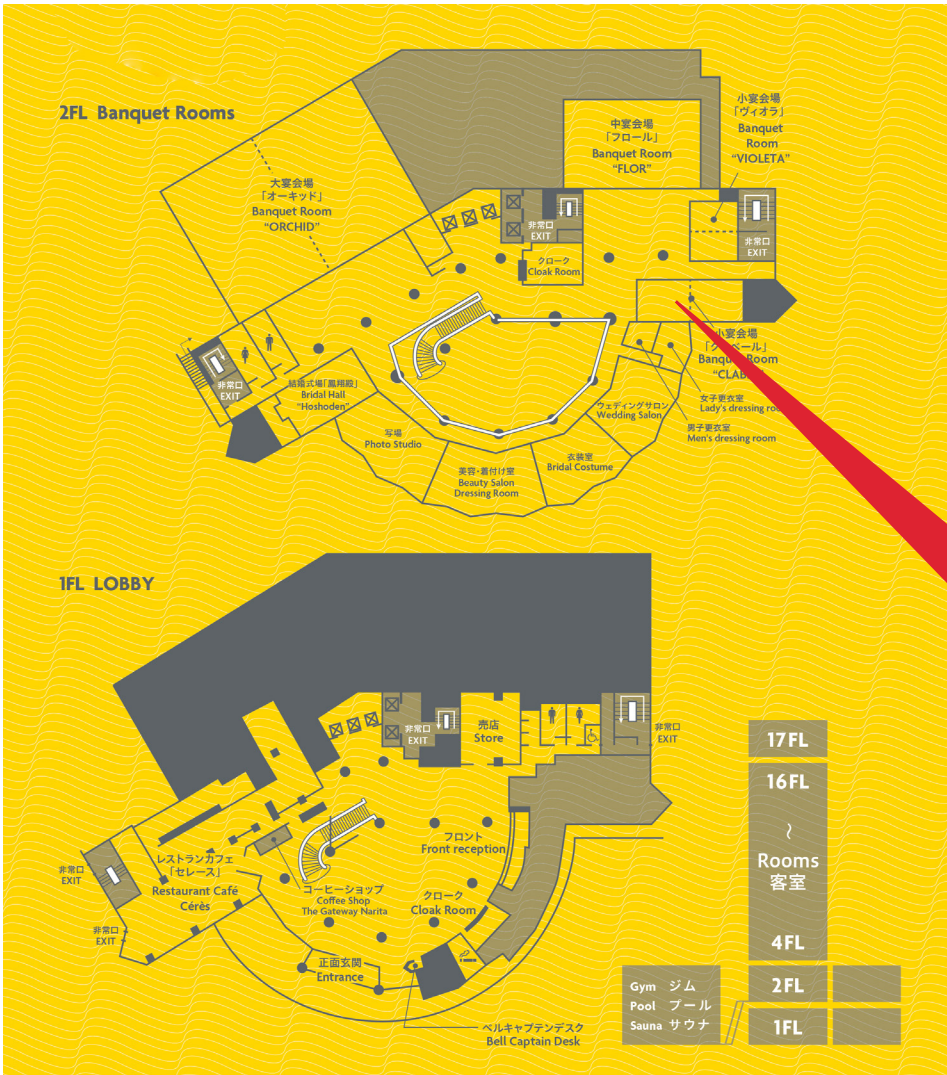 2FL Banquet Rooms
小宴会場
「ヴィオラ」
Banquet
Room
“VIOLETA”
中宴会場
「フロール」
Banquet Room
“FLOR”
大宴会場
「オーキッド」
Banquet Room
“ORCHID”
非常口
EXIT
非常口
EXIT
クローク
Cloak Room
小宴会場
Room
女子更衣室
Lady's dressing
男子更衣室
Men's dressing room
非常口
EXIT
結婚式場「鳳翔殿」
Bridal Hall
“Hoshoden”
写場
Photo Studio
美容・着付け室
Beauty Salon
Dressing Room
衣装室
Bridal Costume
ウェディングサロン
Wedding Salon
1FL LOBBY
非常口
EXIT
売店
Store
非常口
EXIT
17FL
16FL
〜
Rooms
客室
4FL
フロント
Front reception
レストランカフェ
「セレース」
Restaurant Café
Cérès
非常口
EXIT
コーヒーショップ
Coffee Shop
The Gateway Narita
クローク
Cloak Room
非常口
EXIT
正面玄関
Entrance
ベルキャプテンデスク
Bell Captain Desk
Gym ジム
Pool プール
Sauna サウナ
2FL
1FL